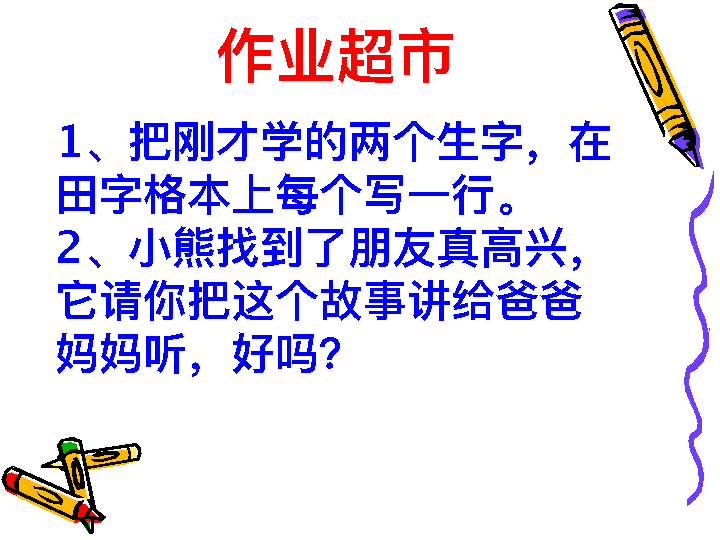 作业超市
1、把刚才学的两个生字，在
田字格本上每个写一行。
2、小熊找到了朋友真高兴，
它请你把这个故事讲给爸爸
妈妈听，好吗？